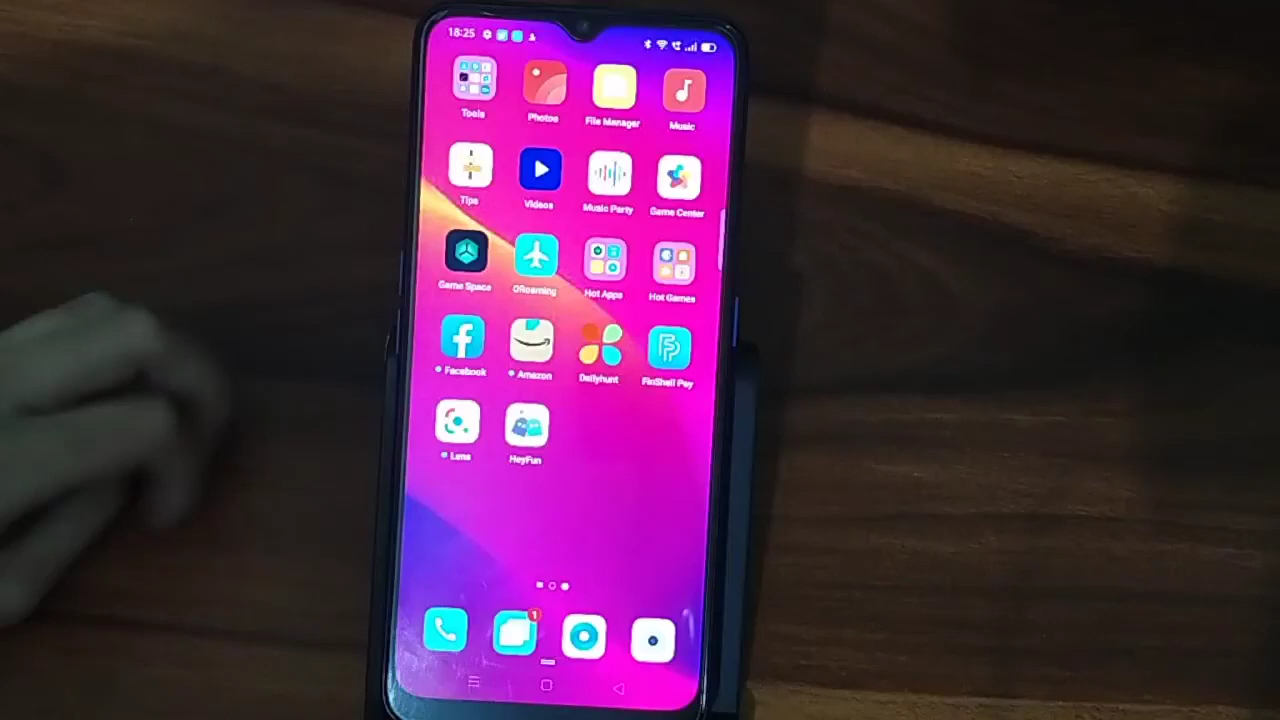 18:25
Tools Photos File Manager Music
Tips Videos Music Party Game Center
Game Space ORoaming Hot Apps Hot Games
Facebook Amazon Dailyhunt FinShell Pay
Lens HeyFun
1